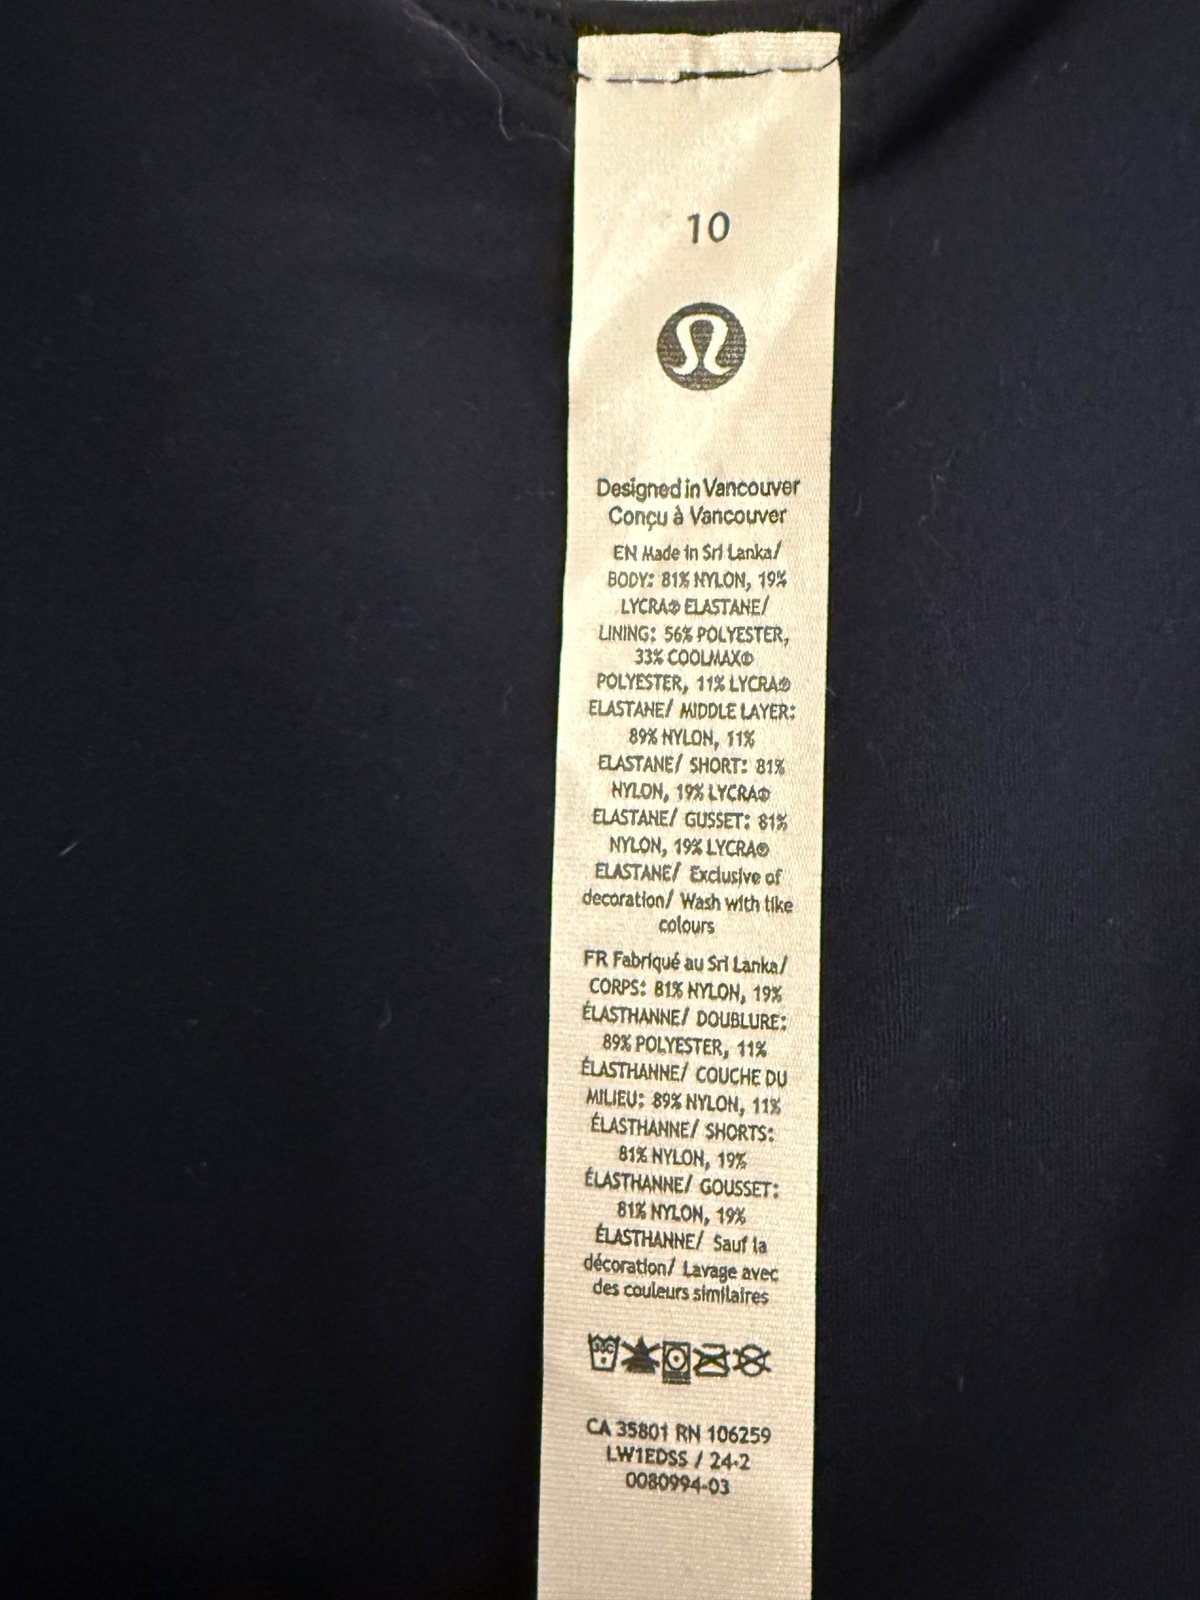 10
Designed in Vancouver
Conçu à Vancouver
EN Made in Sri Lanka/
BODY: 81% NYLON, 19%
LYCRA® ELASTANE/
LINING: 56% POLYESTER,
33% COOLMAX®
POLYESTER, 11% LYCRA®
ELASTANE/ MIDDLE LAYER:
89% NYLON, 11%
ELASTANE/ SHORT: 81%
NYLON, 19% LYCRA®
ELASTANE/ GUSSET: 81%
NYLON, 19% LYCRA®
ELASTANE/ Exclusive of
decoration/ Wash with like
colours
FR Fabriqué au Sri Lanka/
CORPS: 81% NYLON, 19%
ÉLASTHANNE/ DOUBLURE:
89% POLYESTER, 11%
ÉLASTHANNE/ COUCHE DU
MILIEU: 89% NYLON, 11%
ÉLASTHANNE/ SHORTS:
81% NYLON, 19%
ÉLASTHANNE/ GOUSSET:
81% NYLON, 19%
ÉLASTHANNE/ Sauf la
décoration/ Lavage avec
des couleurs similaires
30C
CA 35801 RN 106259
LW1EDSS / 24-2
0080994-03